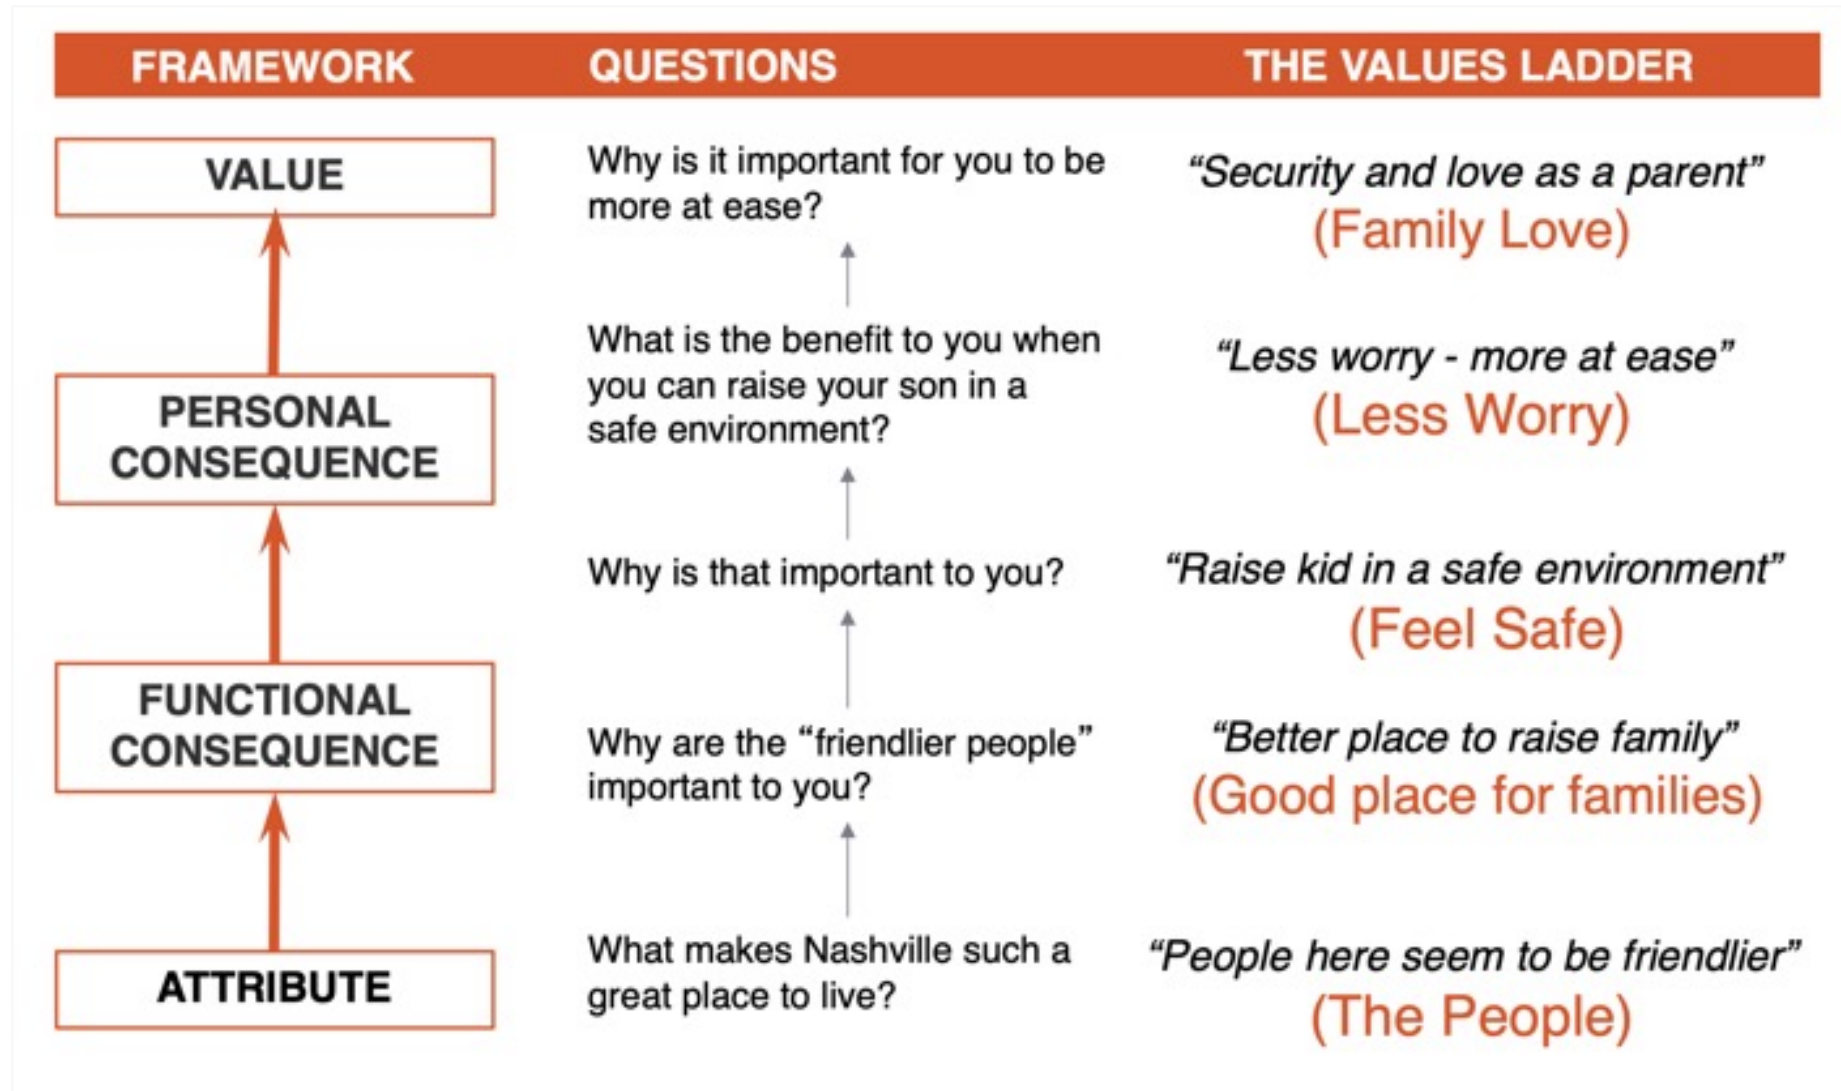 FRAMEWORK QUESTIONS THE VALUES LADDER
VALUE
Why is it important for you to be
more at ease?
“Security and love as a parent”
(Family Love)
PERSONAL
CONSEQUENCE
What is the benefit to you when
you can raise your son in a
safe environment?
“Less worry - more at ease”
(Less Worry)
Why is that important to you?
“Raise kid in a safe environment”
(Feel Safe)
FUNCTIONAL
CONSEQUENCE
Why are the “friendlier people”
important to you?
“Better place to raise family”
(Good place for families)
ATTRIBUTE
What makes Nashville such a
great place to live?
“People here seem to be friendlier”
(The People)